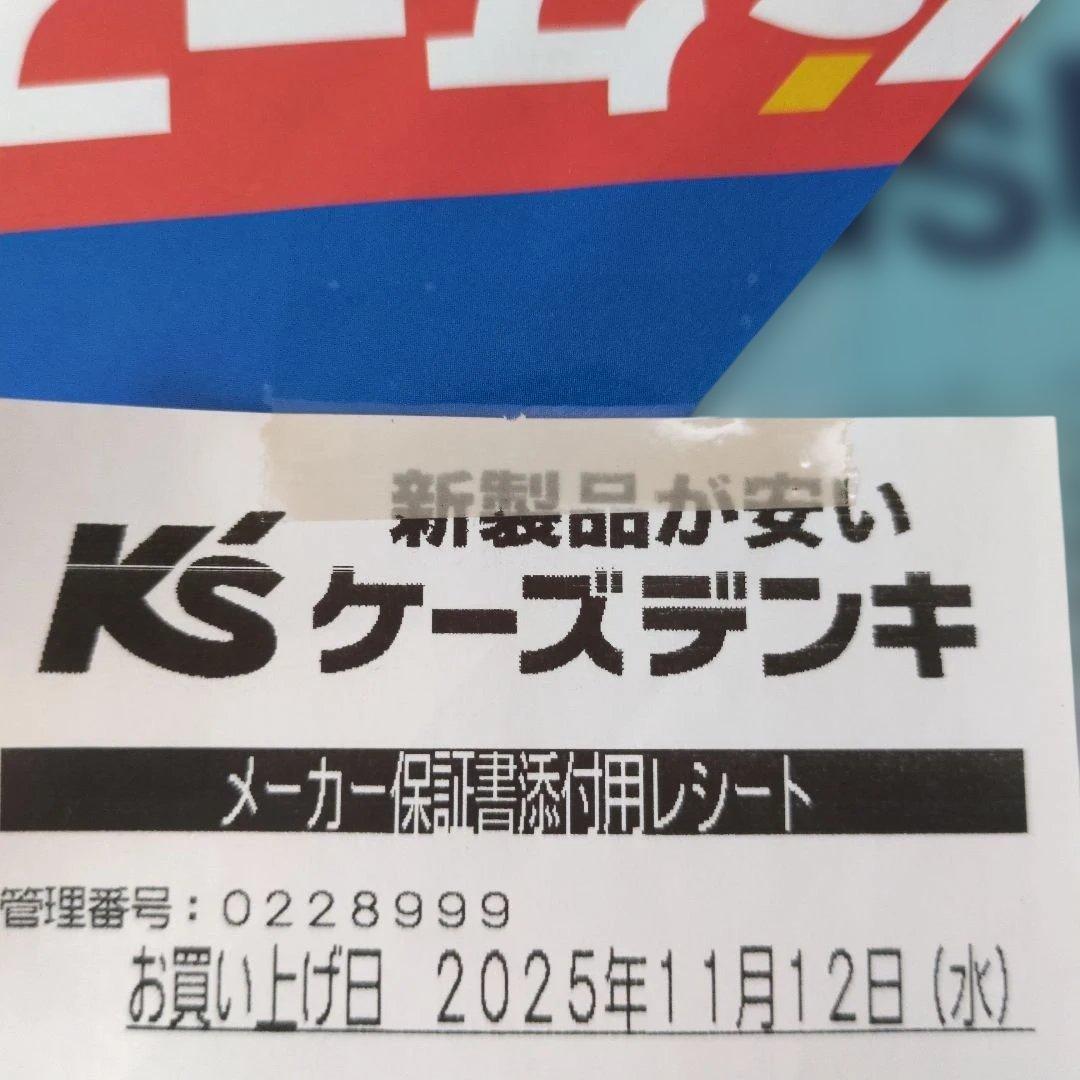 新製品が安い
K's ケーズデンキ
メーカー保証書添付用レシート
管理番号：0228999
お買い上げ日 2025年11月12日（水）